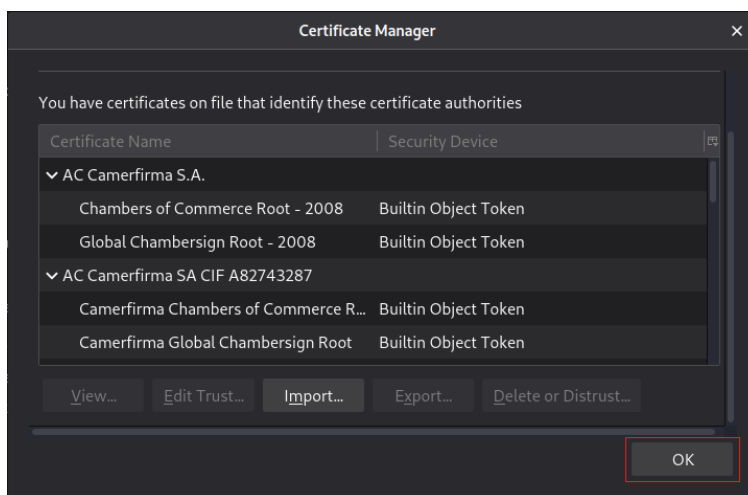 Certificate Manager
You have certificates on file that identify these certificate authorities
Certificate Name Security Device
AC Camerfirma S.A.
Chambers of Commerce Root - 2008 Builtin Object Token
Global Chambersign Root - 2008 Builtin Object Token
AC Camerfirma SA CIF A82743287
Camerfirma Chambers of Commerce R... Builtin Object Token
Camerfirma Global Chambersign Root Builtin Object Token
View... Edit Trust... Import... Export... Delete or Distrust...
OK